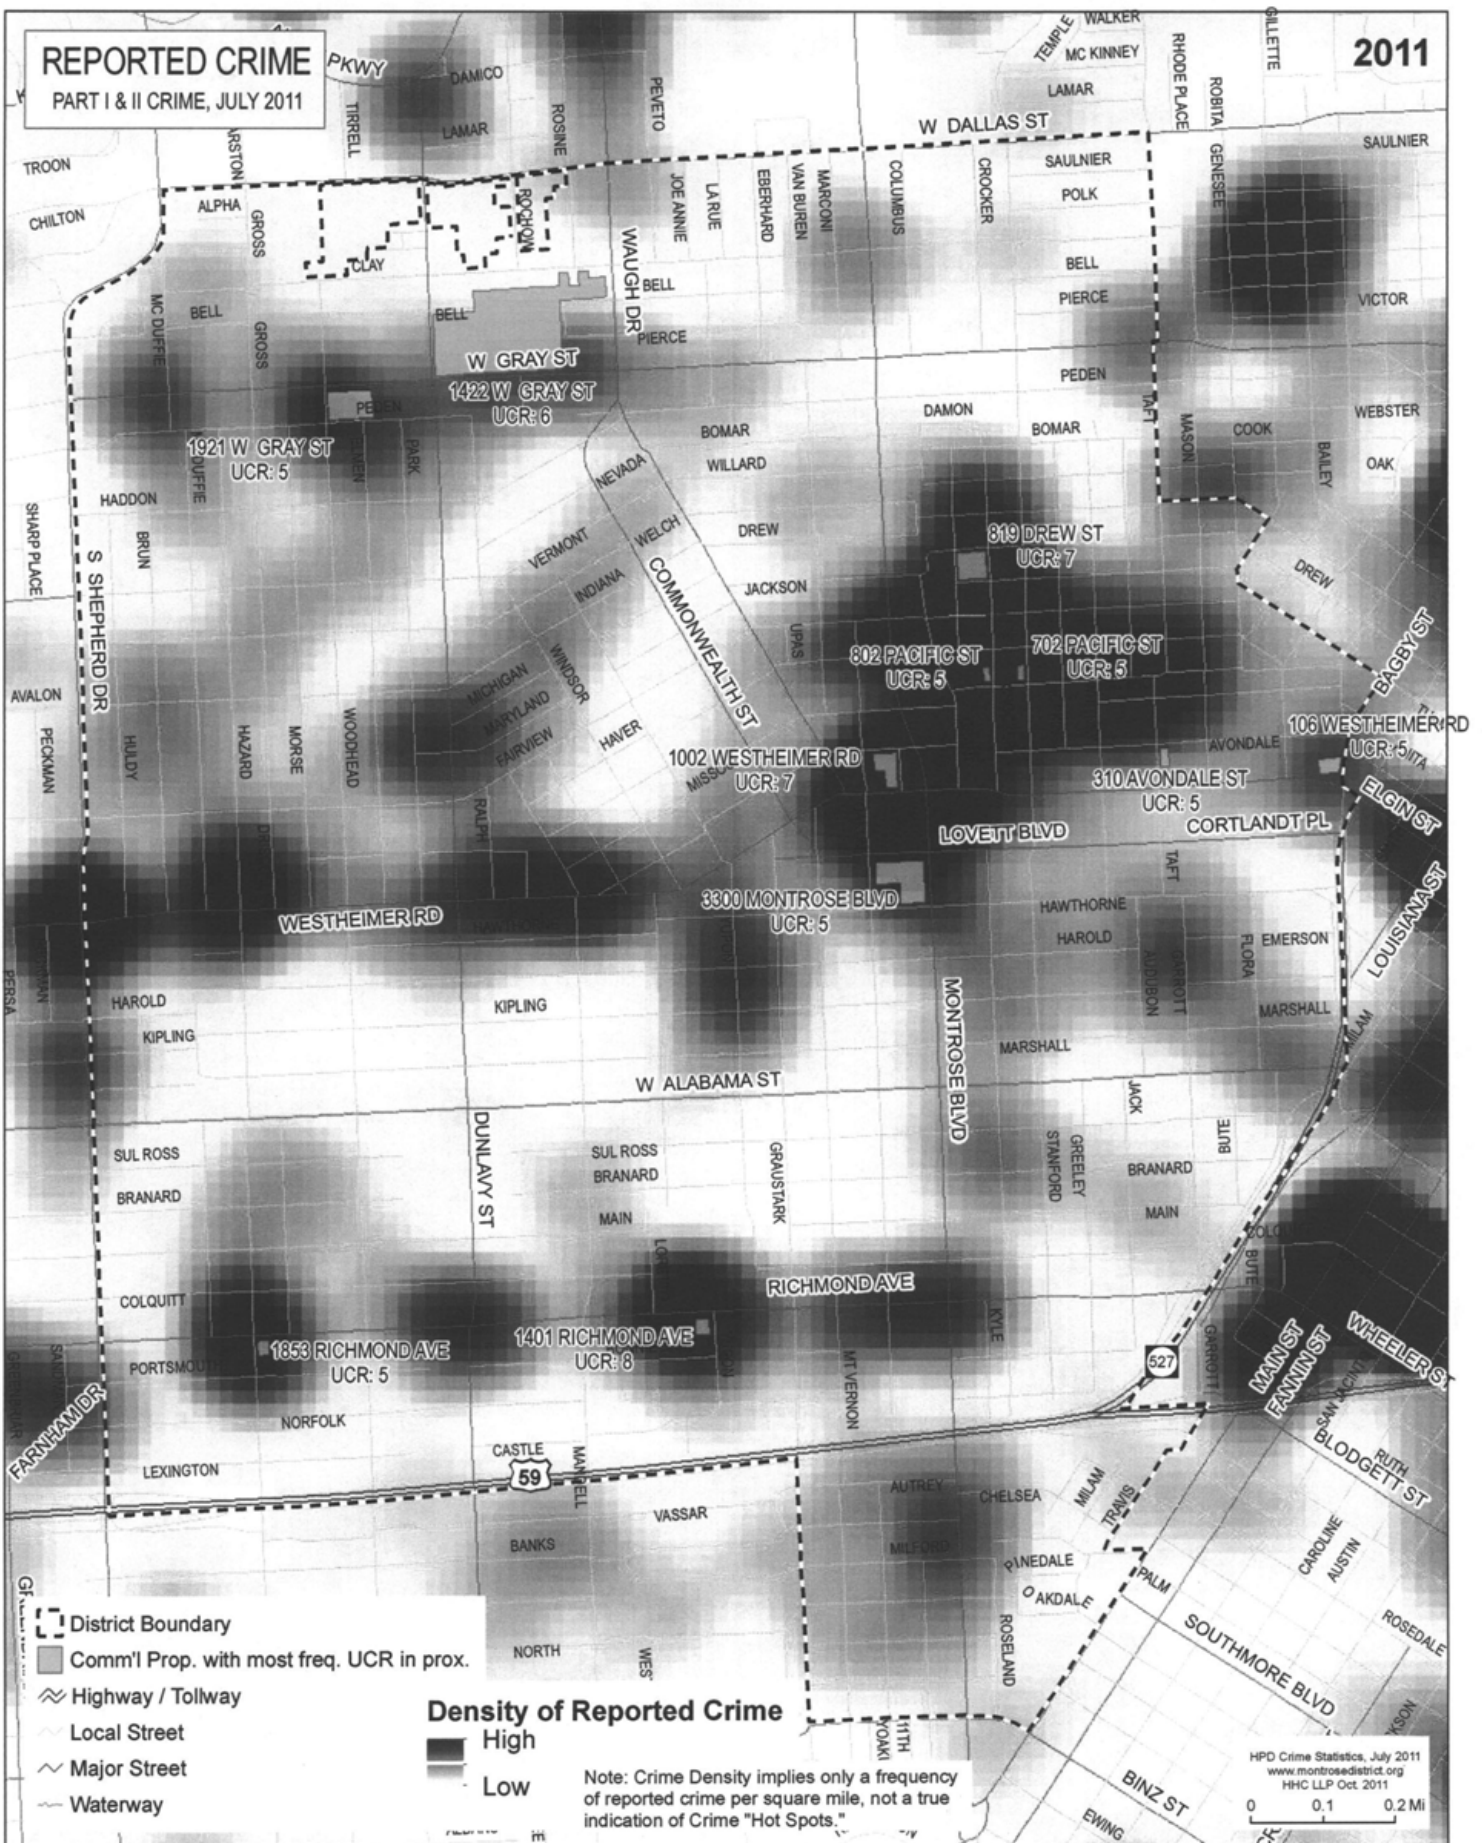 REPORTED CRIME
PART I & II CRIME, JULY 2011
2011
PKWY
DAMICO
LAMAR
TIRRELL
ROSINE
PEVETO
TEMPLE
WALKER
MC KINNEY
LAMAR
RHODE PLACE
ROBITA
GILLETTE
W DALLAS ST
TROON
CHILTON
ALPHA
GROSS
ROCHOW
CLAY
JOE ANNIE
LA RUE
EBERHARD
VAN BUREN
MARCONI
COLUMBUS
CROCKER
SAULNIER
POLK
GENESEE
SAULNIER
WAUGH DR
BELL
BELL
BELL
BELL
PIERCE
PIERCE
VICTOR
MC DUFFIE
GROSS
W GRAY ST
1422 W GRAY ST
UCR: 6
PEDEN
PEDEN
1921 W GRAY ST
UCR: 5
PARK
DAMON
BOMAR
BOMAR
TAFT
MASON
COOK
WEBSTER
BAILEY
OAK
WILLARD
NEVADA
HADDON
SHARP PLACE
BRUN
S SHEPHERD DR
VERMONT
WELCH
INDIANA
DREW
JACKSON
COMMONWEALTH ST
UPAS
819 DREW ST
UCR: 7
DREW
802 PACIFIC ST
UCR: 5
702 PACIFIC ST
UCR: 5
BAGBY ST
AVALON
PECKMAN
HULDY
HAZARD
MORSE
WOODHEAD
MICHIGAN
MARYLAND
FAIRVIEW
WINDSOR
HAVER
RALPH
1002 WESTHEIMER RD
UCR: 7
106 WESTHEIMER RD
UCR: 5
AVONDALE
310 AVONDALE ST
UCR: 5
ELGIN ST
LOVETT BLVD
CORTLANDT PL
TAFT
LOUISIANA ST
WESTHEIMER RD
HAWTHORNE
3300 MONTROSE BLVD
UCR: 5
HAWTHORNE
HAROLD
AUDUBON
GARROTT
FLORA
EMERSON
PERSA
HAROLD
KIPLING
KIPLING
MONTROSE BLVD
MARSHALL
MARSHALL
MILAM
W ALABAMA ST
JACK
BUTE
SUL ROSS
BRANARD
DUNLAVY ST
SUL ROSS
BRANARD
MAIN
GRAUSTARK
STANFORD
GREELEY
BRANARD
MAIN
BUTE
COLQUITT
RICHMOND AVE
PORTSMOUTH
1853 RICHMOND AVE
UCR: 5
1401 RICHMOND AVE
UCR: 8
KYLE
MT VERNON
527
GARROTT
MAIN ST
FANNIN ST
WHEELER ST
SAN JACINTO
FARNHAM DR
NORFOLK
LEXINGTON
CASTLE
59
MANDELL
VASSAR
BANKS
NORTH
AUTREY
CHELSEA
MILFORD
PINEDALE
OAKDALE
ROSELAND
MILAM
TRAVIS
PALM
BLODGETT ST
RUTH
CAROLINE
AUSTIN
ROSEDALE
SOUTHMORE BLVD
BINZ ST
EWING
11TH
District Boundary
Comm'l Prop. with most freq. UCR in prox.
Highway / Tollway
Local Street
Major Street
Waterway
Density of Reported Crime
High
Low
Note: Crime Density implies only a frequency
of reported crime per square mile, not a true
indication of Crime "Hot Spots."
HPD Crime Statistics, July 2011
www.montrosedistrict.org
HHC LLP Oct. 2011
0 0.1 0.2 Mi